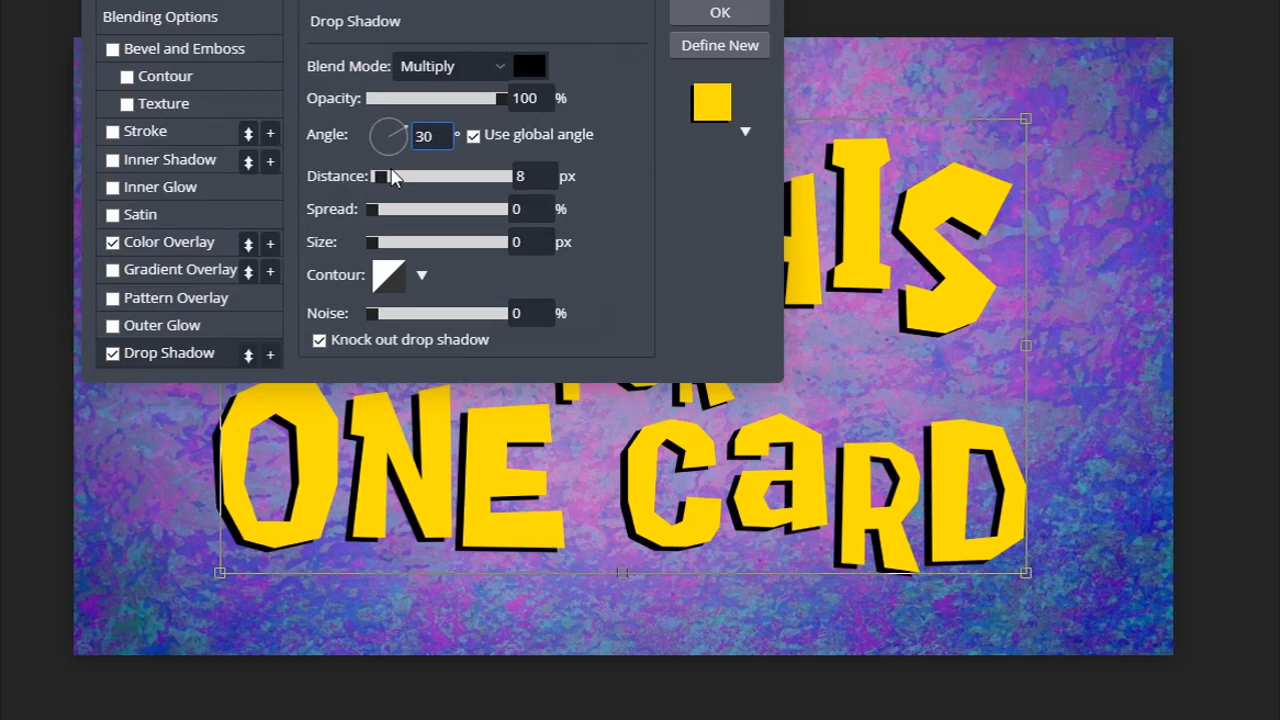 Blending Options
Bevel and Emboss
Contour
Texture
Stroke
+
Inner Shadow
+
Inner Glow
Satin
Color Overlay
+
Gradient Overlay
+
Pattern Overlay
Outer Glow
Drop Shadow
+
Drop Shadow
Blend Mode: Multiply
Opacity: 100 %
Angle: 30 ° Use global angle
Distance: 8 px
Spread: 0 %
Size: 0 px
Contour:
Noise: 0 %
Knock out drop shadow
OK
Define New
HIS
ONE CaRD